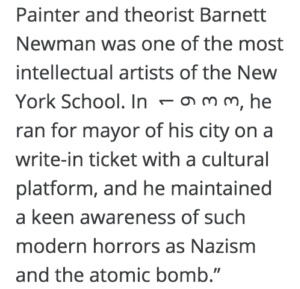 Painter and theorist Barnett
Newman was one of the most
intellectual artists of the New
York School. In 1933, he
ran for mayor of his city on a
write-in ticket with a cultural
platform, and he maintained
a keen awareness of such
modern horrors as Nazism
and the atomic bomb.”